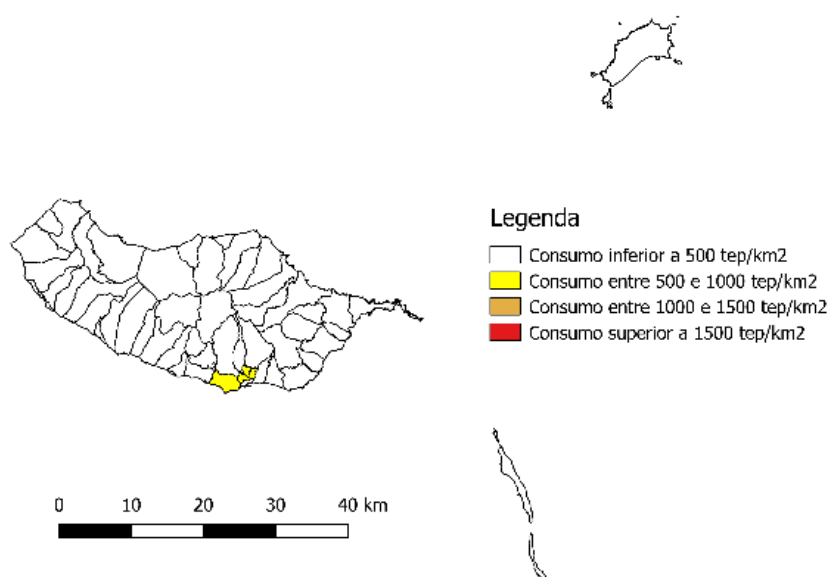 Legenda
Consumo inferior a 500 tep/km2
Consumo entre 500 e 1000 tep/km2
Consumo entre 1000 e 1500 tep/km2
Consumo superior a 1500 tep/km2
0 10 20 30 40 km